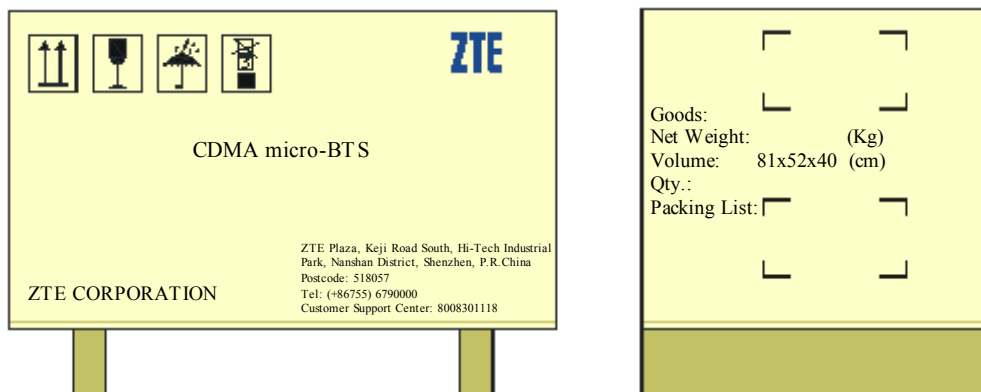 ZTE
CDMA micro-BTS
ZTE CORPORATION
ZTE Plaza, Keji Road South, Hi-Tech Industrial
Park, Nanshan District, Shenzhen, P.R.China
Postcode: 518057
Tel: (+86755) 6790000
Customer Support Center: 8008301118
Goods:
Net Weight: (Kg)
Volume: 81x52x40 (cm)
Qty.:
Packing List: